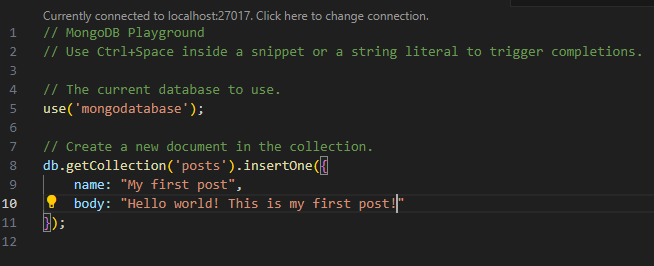 Currently connected to localhost:27017. Click here to change connection.
1 // MongoDB Playground
2 // Use Ctrl+Space inside a snippet or a string literal to trigger completions.
3
4 // The current database to use.
5 use('mongodatabase');
6
7 // Create a new document in the collection.
8 db.getCollection('posts').insertOne({
9     name: "My first post",
10     body: "Hello world! This is my first post!"
11 });
12